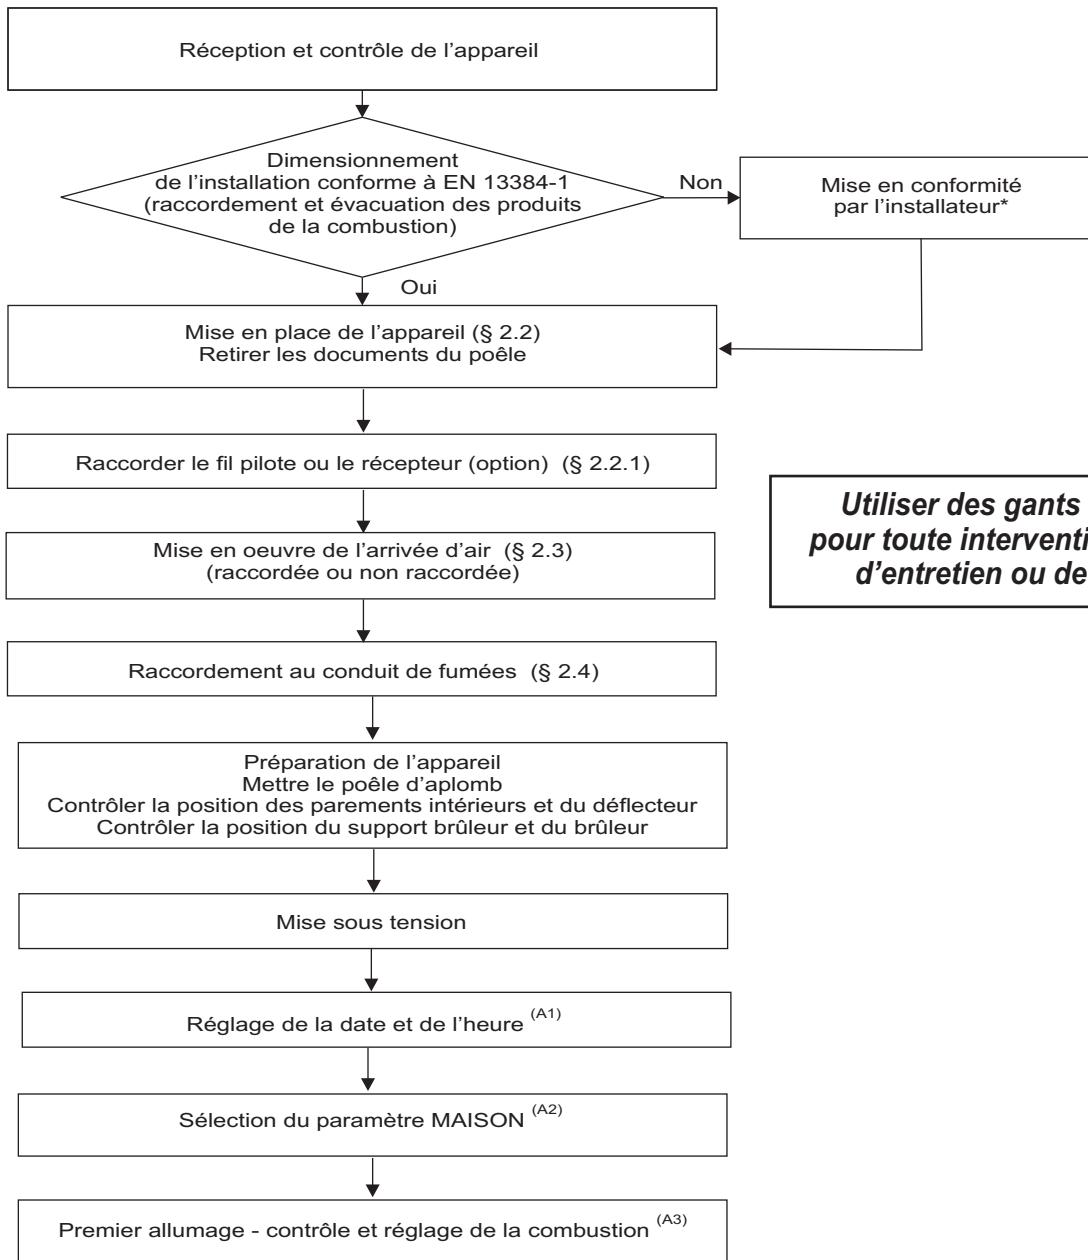 Réception et contrôle de l'appareil
Dimensionnement
de l'installation conforme à EN 13384-1
(raccordement et évacuation des produits
de la combustion)
Non
Mise en conformité
par l'installateur*
Oui
Mise en place de l'appareil (§ 2.2)
Retirer les documents du poêle
Raccorder le fil pilote ou le récepteur (option) (§ 2.2.1)
Utiliser des gants
pour toute interventi
d'entretien ou de
Mise en oeuvre de l'arrivée d'air (§ 2.3)
(raccordée ou non raccordée)
Raccordement au conduit de fumées (§ 2.4)
Préparation de l'appareil
Mettre le poêle d'aplomb
Contrôler la position des parements intérieurs et du déflecteur
Contrôler la position du support brûleur et du brûleur
Mise sous tension
Réglage de la date et de l'heure (A1)
Sélection du paramètre MAISON (A2)
Premier allumage - contrôle et réglage de la combustion (A3)